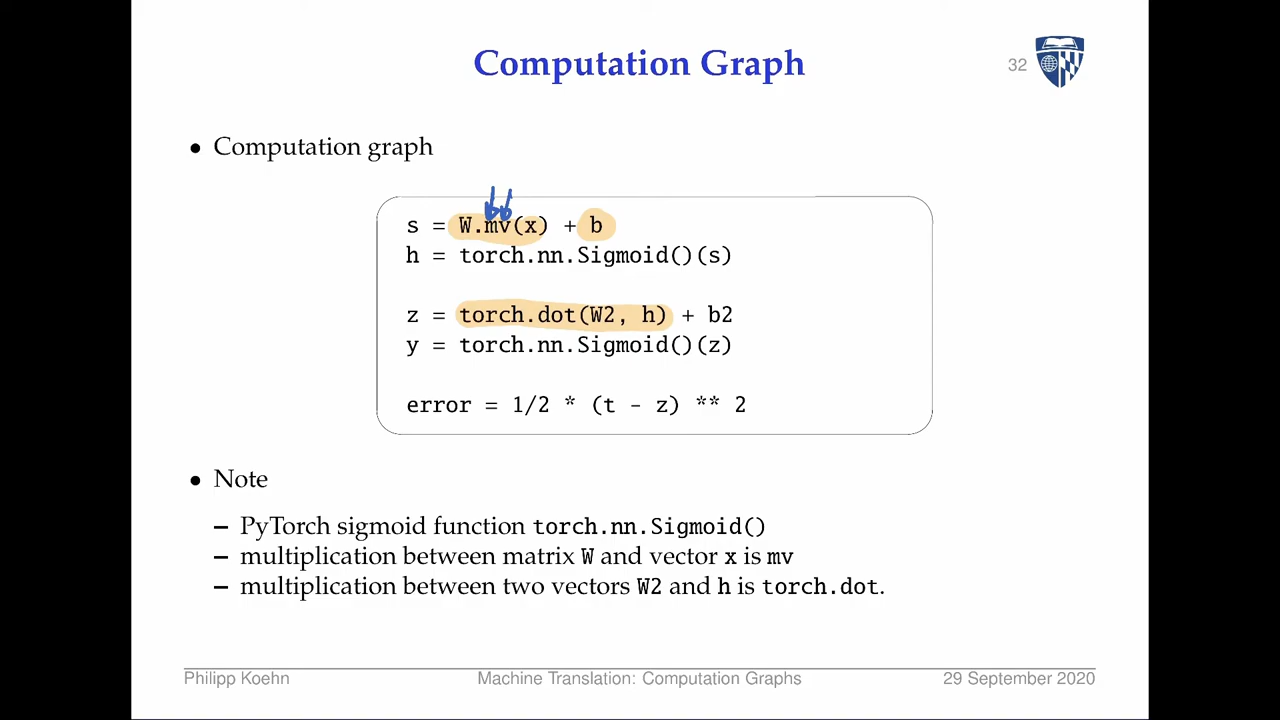 Computation Graph
32
• Computation graph
s = W.mv(x) + b
h = torch.nn.Sigmoid()(s)
z = torch.dot(W2, h) + b2
y = torch.nn.Sigmoid()(z)
error = 1/2 * (t - z) ** 2
• Note
– PyTorch sigmoid function torch.nn.Sigmoid()
– multiplication between matrix W and vector x is mv
– multiplication between two vectors W2 and h is torch.dot.
Philipp Koehn Machine Translation: Computation Graphs 29 September 2020